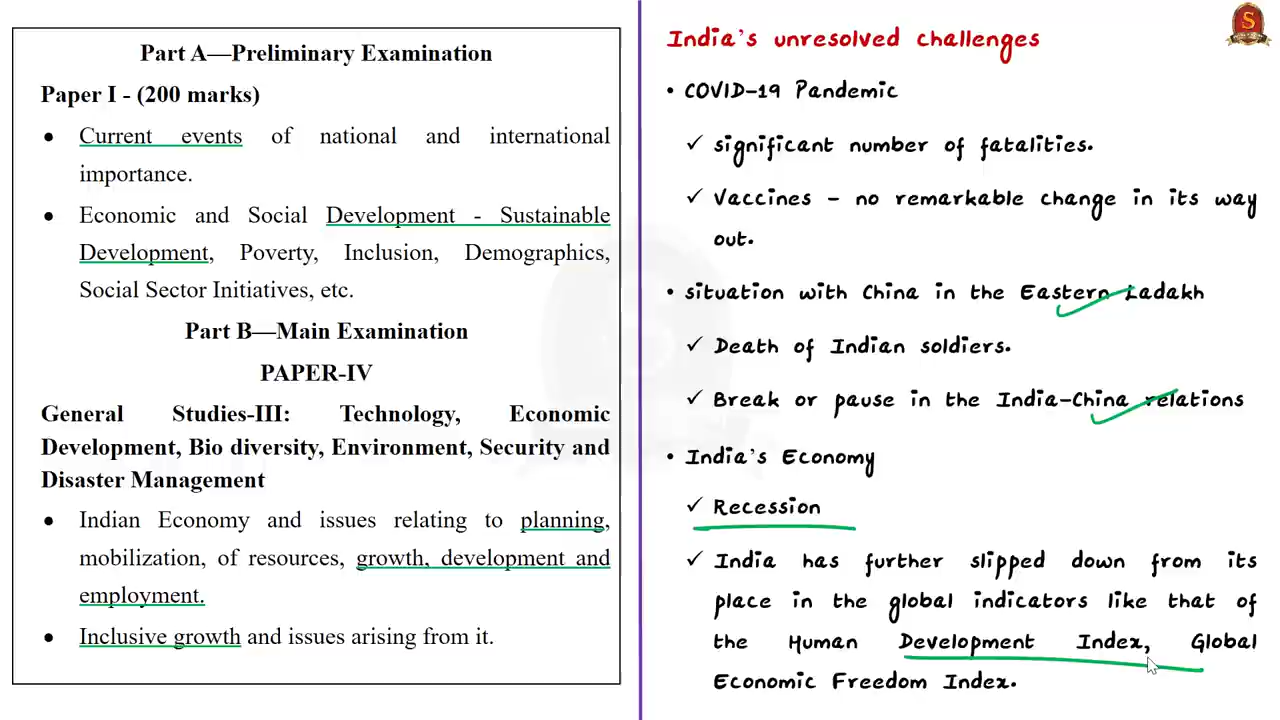 Part A—Preliminary Examination
Paper I - (200 marks)
● Current events of national and international
importance.
● Economic and Social Development - Sustainable
Development, Poverty, Inclusion, Demographics,
Social Sector Initiatives, etc.
Part B—Main Examination
PAPER-IV
General Studies-III: Technology, Economic
Development, Bio diversity, Environment, Security and
Disaster Management
● Indian Economy and issues relating to planning,
mobilization, of resources, growth, development and
employment.
● Inclusive growth and issues arising from it.
India's unresolved challenges
• COVID-19 Pandemic
✓ significant number of fatalities.
✓ Vaccines - no remarkable change in its way
out.
• situation with China in the Eastern Ladakh
✓ Death of Indian soldiers.
✓ Break or pause in the India-China relations
• India's Economy
✓ Recession
✓ India has further slipped down from its
place in the global indicators like that of
the Human Development Index, Global
Economic Freedom Index.
S